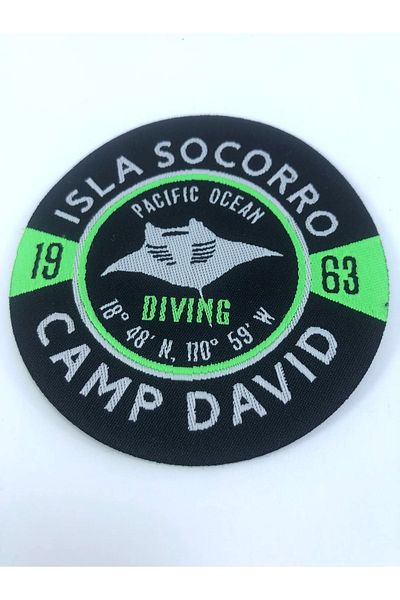 ISLA SOCORRO
PACIFIC OCEAN
19 63
DIVING
18° 48' N, 110° 59' W
CAMP DAVID